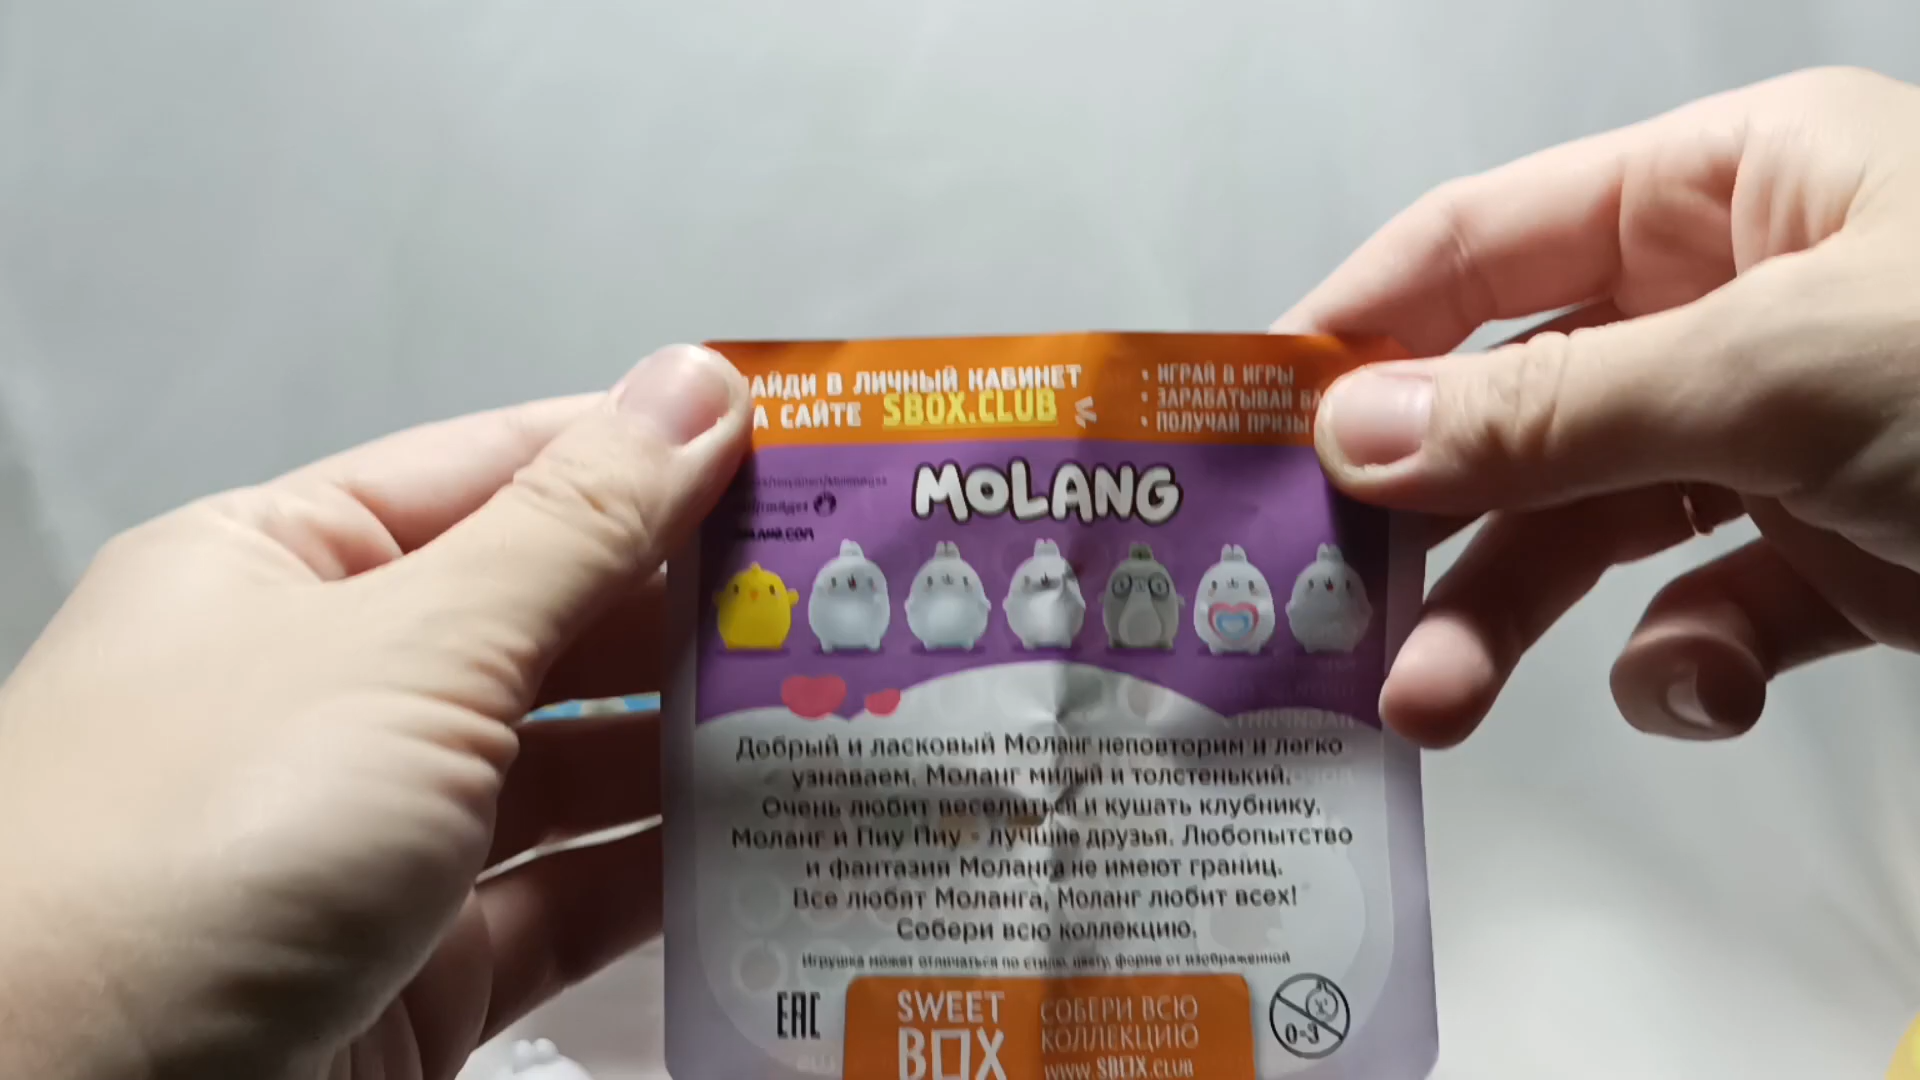 АЙДИ В ЛИЧНЫЙ КАБИНЕТ
А САЙТЕ SBOX.CLUB
• ИГРАЙ В ИГРЫ
• ЗАРАБАТЫВАЙ
• ПОЛУЧАЙ ПРИЗЫ
MOLANG
Добрый и ласковый Моланг неповторим и легко
узнаваем. Моланг милый и толстенький.
Очень любит веселиться и кушать клубнику.
Моланг и Пиу Пиу - лучшие друзья. Любопытство
и фантазия Моланга не имеют границ.
Все любят Моланга, Моланг любит всех!
Собери всю коллекцию.
Игрушка может отличаться по стилю, цвету, форме от изображенной
EAC
SWEET
BOX
СОБЕРИ ВСЮ
КОЛЛЕКЦИЮ
www.SBOX.CLUB
0-3